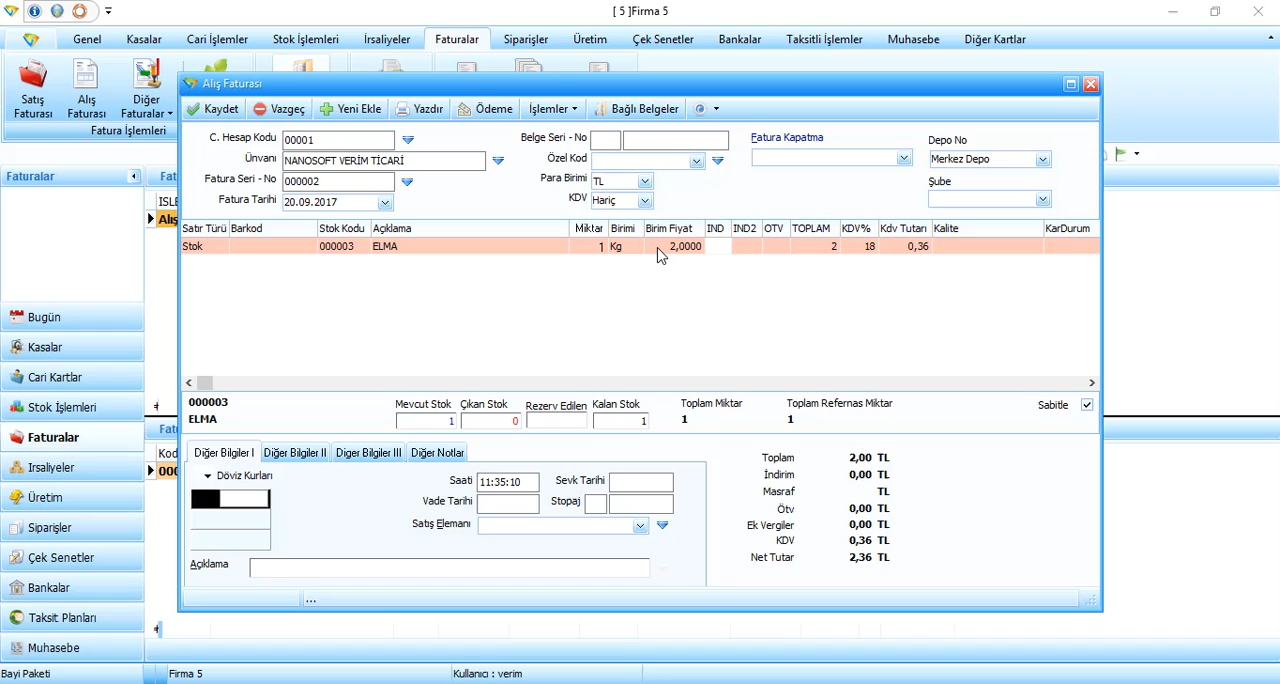 [ 5 ]Firma 5
Genel Kasalar Cari İşlemler Stok İşlemleri İrsaliyeler Faturalar Siparişler Üretim Çek Senetler Bankalar Taksitli İşlemler Muhasebe Diğer Kartlar
Satış Faturası Alış Faturası Diğer Faturalar
Fatura İşlemleri
Alış Faturası
Kaydet Vazgeç Yeni Ekle Yazdır Ödeme İşlemler Bağlı Belgeler
C. Hesap Kodu 00001 Belge Seri - No Fatura Kapatma Depo No
Ünvanı NANOSOFT VERİM TİCARİ Özel Kod Merkez Depo
Fatura Seri - No 000002 Para Birimi TL Şube
Fatura Tarihi 20.09.2017 KDV Hariç
Satır Türü Barkod Stok Kodu Açıklama Miktar Birimi Birim Fiyat IND IND2 OTV TOPLAM KDV% Kdv Tutarı Kalite KarDurum
Stok 000003 ELMA 1 Kg 2,0000 2 18 0,36
000003
ELMA
Mevcut Stok Çıkan Stok Rezerv Edilen Kalan Stok Toplam Miktar Toplam Refernas Miktar Sabitle
1 0 1 1 1
Diğer Bilgiler I Diğer Bilgiler II Diğer Bilgiler III Diğer Notlar
Döviz Kurları
Saati 11:35:10 Sevk Tarihi
Vade Tarihi Stopaj
Satış Elemanı
Açıklama
Toplam 2,00 TL
İndirim 0,00 TL
Masraf TL
Ötv 0,00 TL
Ek Vergiler 0,00 TL
KDV 0,36 TL
Net Tutar 2,36 TL
...
Faturalar
Fat
ISLE
Alış
Fatu
Kod
000
Bugün
Kasalar
Cari Kartlar
Stok İşlemleri
Faturalar
Irsaliyeler
Üretim
Siparişler
Çek Senetler
Bankalar
Taksit Planları
Muhasebe
Bayi Paketi Firma 5 Kullanıcı : verim